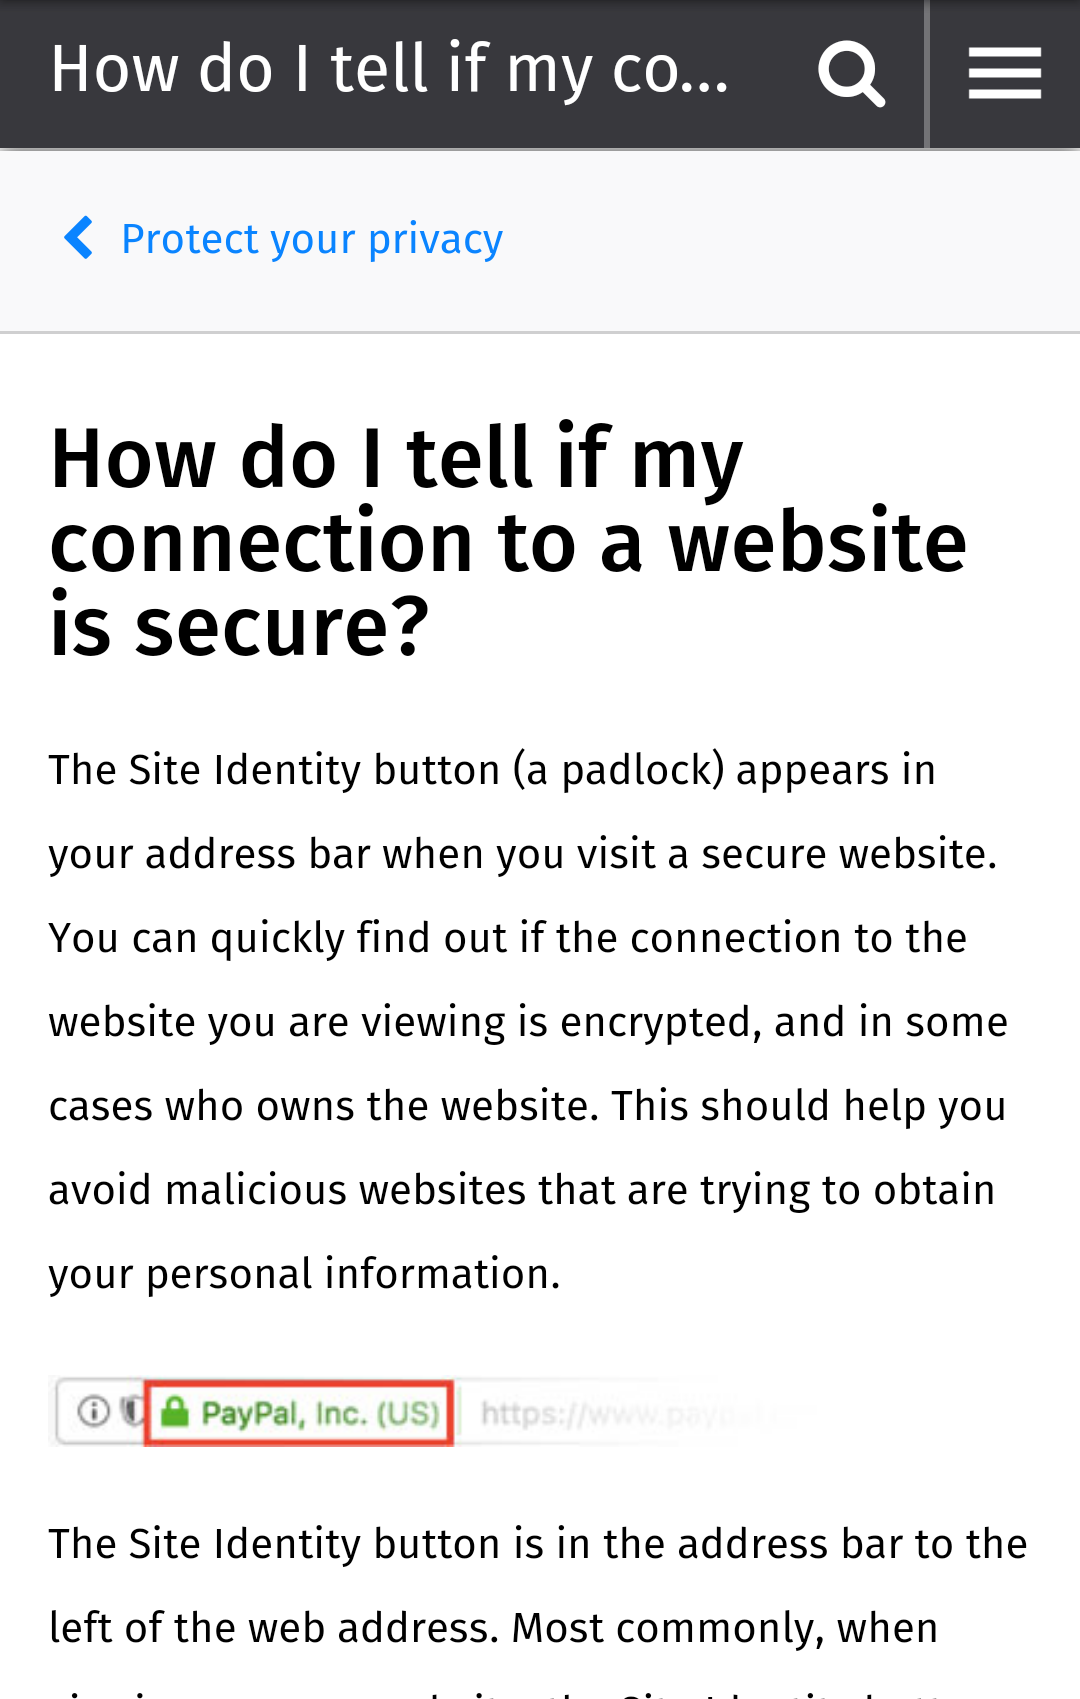 How do I tell if my co...
Protect your privacy
How do I tell if my
connection to a website
is secure?
The Site Identity button (a padlock) appears in
your address bar when you visit a secure website.
You can quickly find out if the connection to the
website you are viewing is encrypted, and in some
cases who owns the website. This should help you
avoid malicious websites that are trying to obtain
your personal information.
PayPal, Inc. (US) https://www.paypal
The Site Identity button is in the address bar to the
left of the web address. Most commonly, when